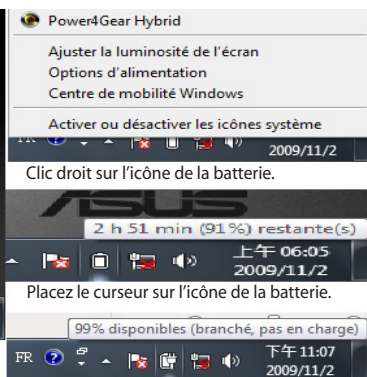 Power4Gear Hybrid
Ajuster la luminosité de l'écran
Options d'alimentation
Centre de mobilité Windows
Activer ou désactiver les icônes système
FR
2009/11/2
Clic droit sur l'icône de la batterie.
ASUS
2 h 51 min (91%) restante(s)
上午 06:05
2009/11/2
Placez le curseur sur l'icône de la batterie.
99% disponibles (branché, pas en charge)
FR 下午 11:07
2009/11/2